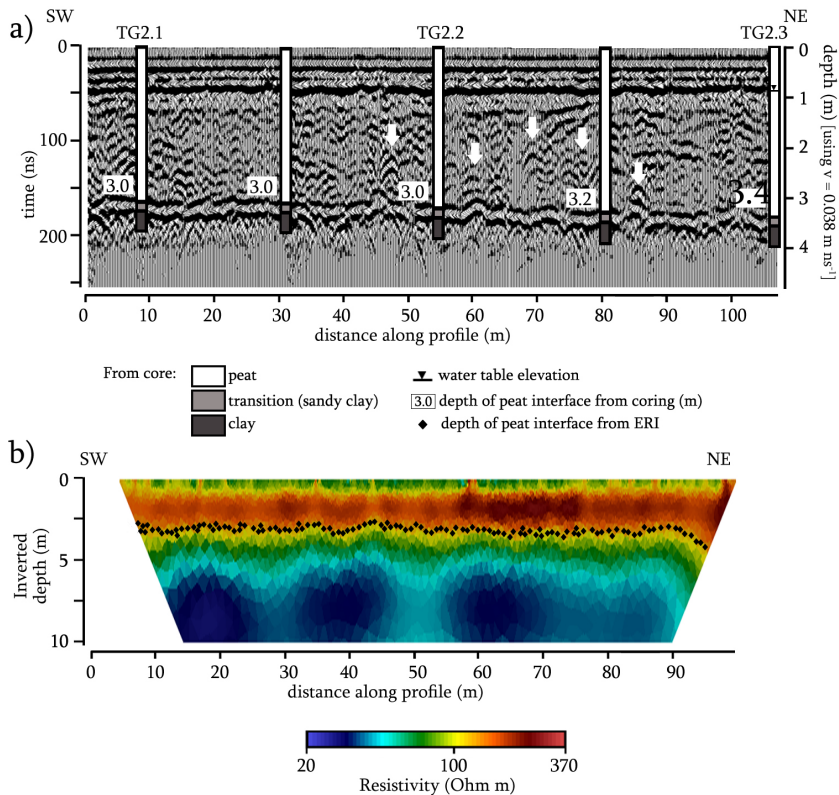 a)
SW
NE
TG2.1
TG2.2
TG2.3
0
100
200
time (ns)
3.0
3.0
3.0
3.2
3.4
0
1
2
3
4
depth (m) [using v = 0.038 m ns⁻¹]
0 10 20 30 40 50 60 70 80 90 100
distance along profile (m)
From core:
peat
transition (sandy clay)
clay
water table elevation
3.0 depth of peat interface from coring (m)
depth of peat interface from ERI
b)
SW
NE
0
5
10
Inverted
depth (m)
0 10 20 30 40 50 60 70 80 90
distance along profile (m)
20 100 370
Resistivity (Ohm m)